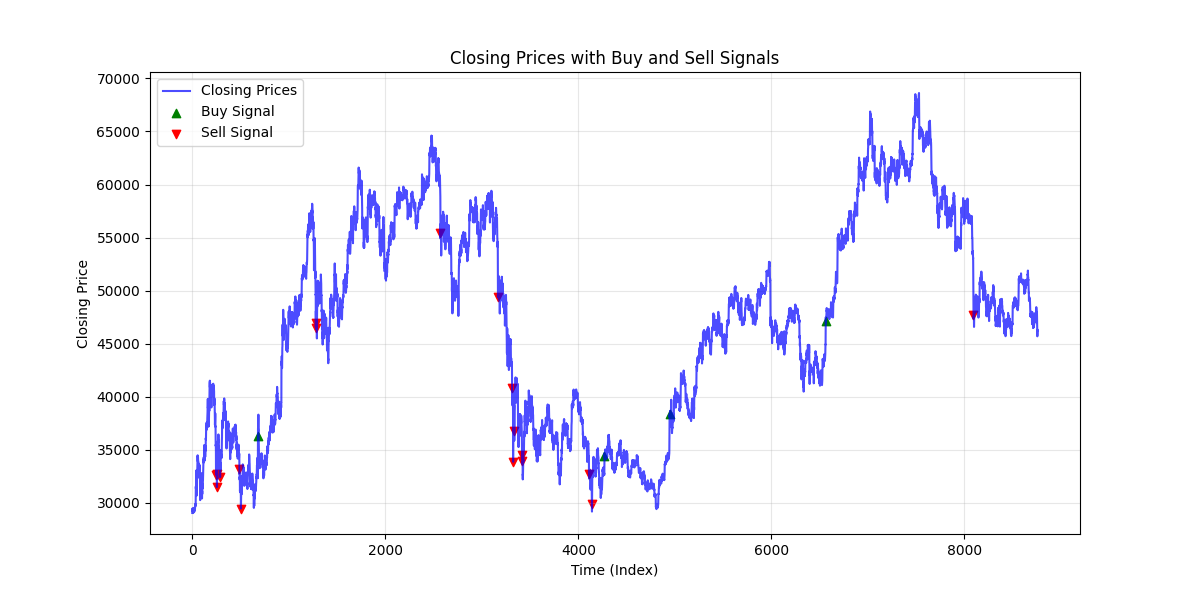 Closing Prices with Buy and Sell Signals
Closing Prices
Buy Signal
Sell Signal
70000
65000
60000
55000
50000
45000
40000
35000
30000
Closing Price
0 2000 4000 6000 8000
Time (Index)